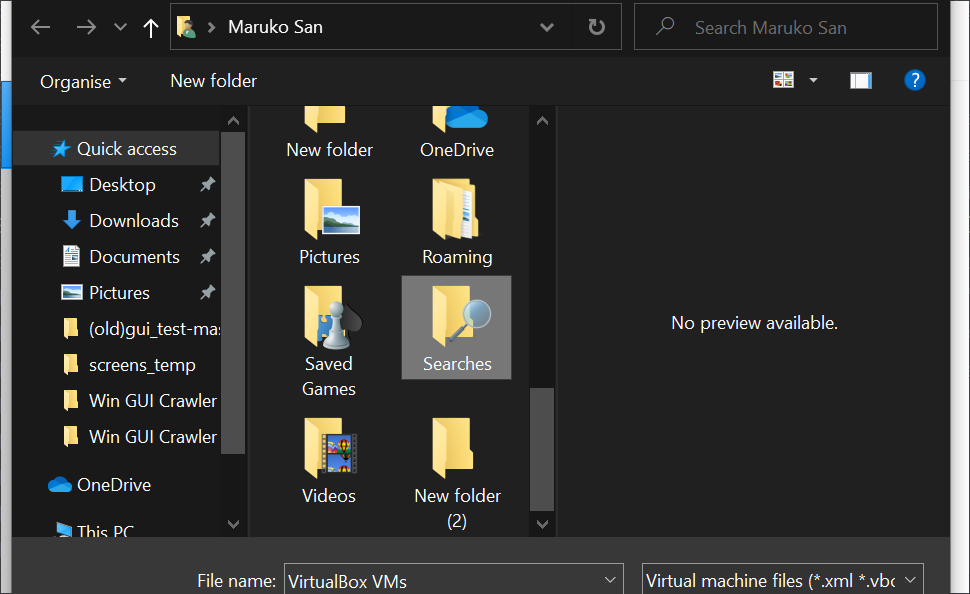 Maruko San
Search Maruko San
Organise
New folder
?
Quick access
Desktop
Downloads
Documents
Pictures
(old)gui_test-mas
screens_temp
Win GUI Crawler
Win GUI Crawler
OneDrive
This PC
New folder
OneDrive
Pictures
Roaming
Saved
Games
Searches
Videos
New folder
(2)
No preview available.
File name:
VirtualBox VMs
Virtual machine files (*.xml *.vbo